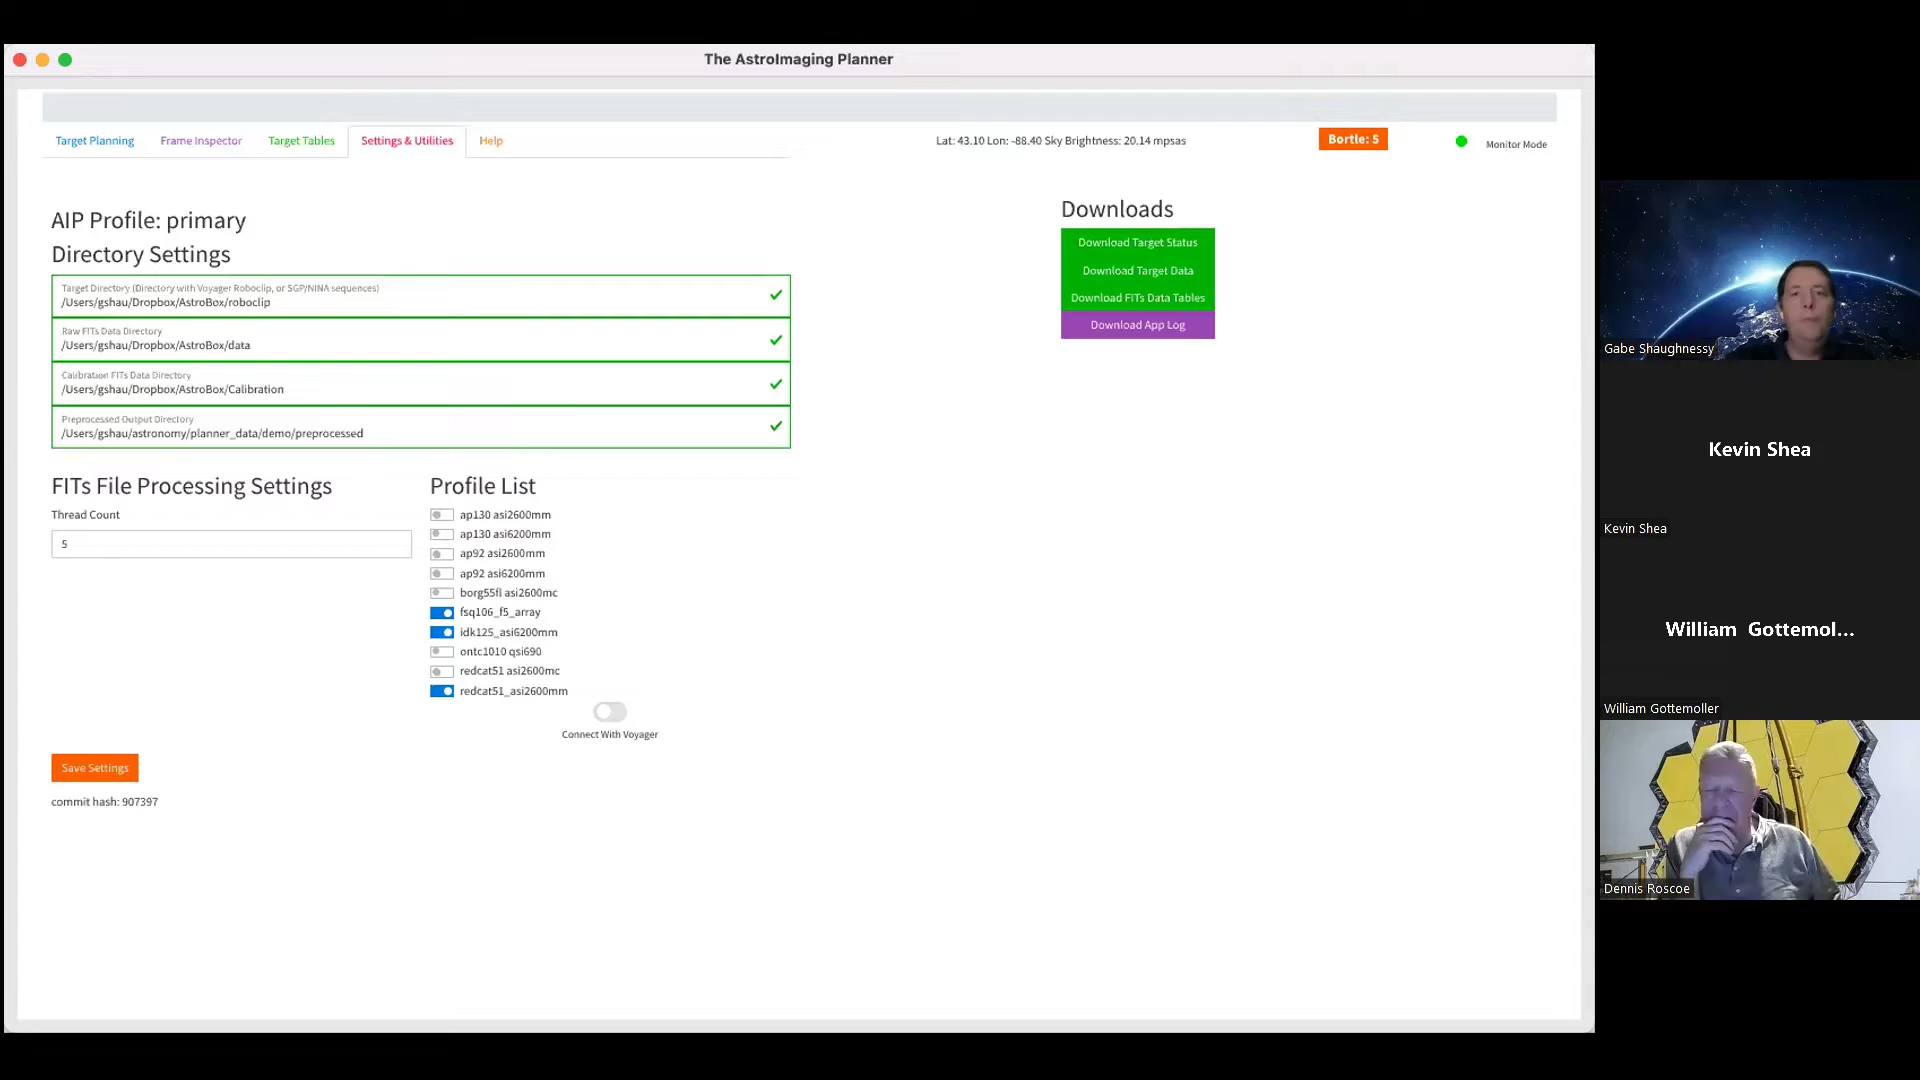 The AstroImaging Planner
Target Planning
Frame Inspector
Target Tables
Settings & Utilities
Help
Lat: 43.10 Lon: -88.40 Sky Brightness: 20.14 mpsas
Bortle: 5
Monitor Mode
AIP Profile: primary
Directory Settings
Target Directory (Directory with Voyager Roboclip, or SGP/NINA sequences)
/Users/gshau/Dropbox/AstroBox/roboclip
Raw FITs Data Directory
/Users/gshau/Dropbox/AstroBox/data
Calibration FITs Data Directory
/Users/gshau/Dropbox/AstroBox/Calibration
Preprocessed Output Directory
/Users/gshau/astronomy/planner_data/demo/preprocessed
FITs File Processing Settings
Thread Count
5
Profile List
ap130 asi2600mm
ap130 asi6200mm
ap92 asi2600mm
ap92 asi6200mm
borg55fl asi2600mc
fsq106_f5_array
idk125_asi6200mm
ontc1010 qsi690
redcat51 asi2600mc
redcat51_asi2600mm
Connect With Voyager
Save Settings
commit hash: 907397
Downloads
Download Target Status
Download Target Data
Download FITs Data Tables
Download App Log
Gabe Shaughnessy
Kevin Shea
Kevin Shea
William Gottemol...
William Gottemoller
Dennis Roscoe